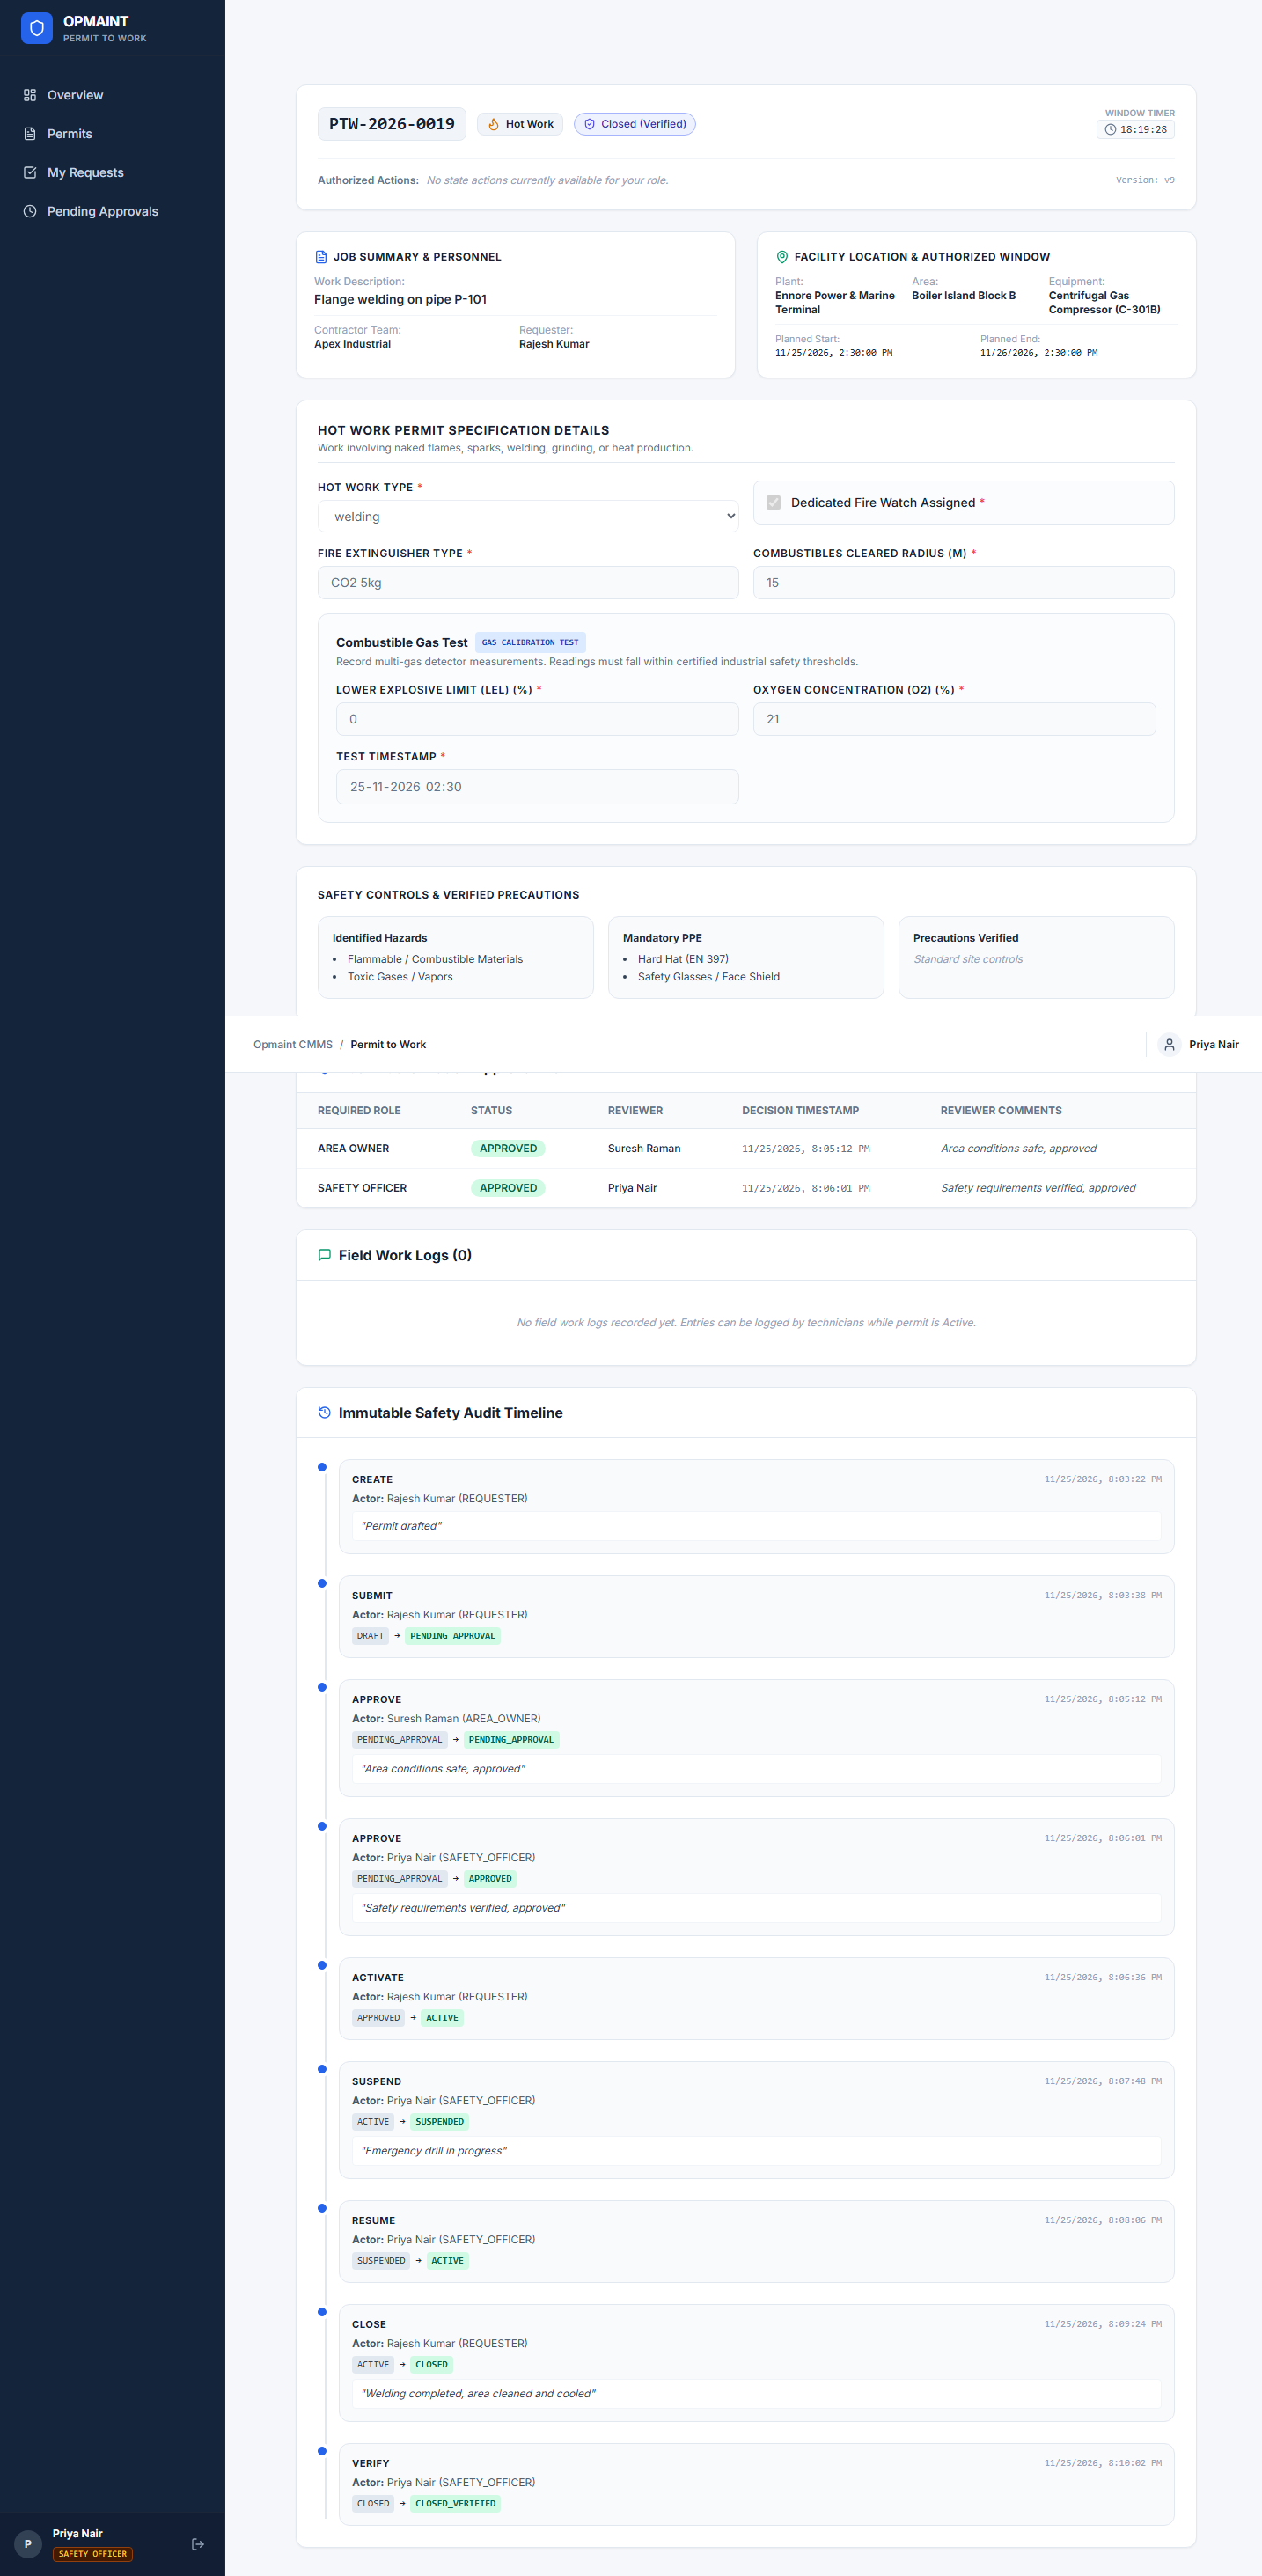 OPMAINT
PERMIT TO WORK
Overview
Permits
My Requests
Pending Approvals
PTW-2026-0019
Hot Work
Closed (Verified)
WINDOW TIMER
18:19:28
Authorized Actions: No state actions currently available for your role.
Version: v9
JOB SUMMARY & PERSONNEL
Work Description:
Flange welding on pipe P-101
Contractor Team:
Apex Industrial
Requester:
Rajesh Kumar
FACILITY LOCATION & AUTHORIZED WINDOW
Plant:
Ennore Power & Marine
Terminal
Area:
Boiler Island Block B
Equipment:
Centrifugal Gas
Compressor (C-301B)
Planned Start:
11/25/2026, 2:30:00 PM
Planned End:
11/26/2026, 2:30:00 PM
HOT WORK PERMIT SPECIFICATION DETAILS
Work involving naked flames, sparks, welding, grinding, or heat production.
HOT WORK TYPE *
welding
Dedicated Fire Watch Assigned *
FIRE EXTINGUISHER TYPE *
CO2 5kg
COMBUSTIBLES CLEARED RADIUS (M) *
15
Combustible Gas Test
GAS CALIBRATION TEST
Record multi-gas detector measurements. Readings must fall within certified industrial safety thresholds.
LOWER EXPLOSIVE LIMIT (LEL) (%) *
0
OXYGEN CONCENTRATION (O2) (%) *
21
TEST TIMESTAMP *
25-11-2026 02:30
SAFETY CONTROLS & VERIFIED PRECAUTIONS
Identified Hazards
• Flammable / Combustible Materials
• Toxic Gases / Vapors
Mandatory PPE
• Hard Hat (EN 397)
• Safety Glasses / Face Shield
Precautions Verified
Standard site controls
Opmaint CMMS / Permit to Work
Priya Nair
REQUIRED ROLE STATUS REVIEWER DECISION TIMESTAMP REVIEWER COMMENTS
AREA OWNER APPROVED Suresh Raman 11/25/2026, 8:05:12 PM Area conditions safe, approved
SAFETY OFFICER APPROVED Priya Nair 11/25/2026, 8:06:01 PM Safety requirements verified, approved
Field Work Logs (0)
No field work logs recorded yet. Entries can be logged by technicians while permit is Active.
Immutable Safety Audit Timeline
CREATE 11/25/2026, 8:03:22 PM
Actor: Rajesh Kumar (REQUESTER)
"Permit drafted"
SUBMIT 11/25/2026, 8:03:38 PM
Actor: Rajesh Kumar (REQUESTER)
DRAFT → PENDING_APPROVAL
APPROVE 11/25/2026, 8:05:12 PM
Actor: Suresh Raman (AREA_OWNER)
PENDING_APPROVAL → PENDING_APPROVAL
"Area conditions safe, approved"
APPROVE 11/25/2026, 8:06:01 PM
Actor: Priya Nair (SAFETY_OFFICER)
PENDING_APPROVAL → APPROVED
"Safety requirements verified, approved"
ACTIVATE 11/25/2026, 8:06:36 PM
Actor: Rajesh Kumar (REQUESTER)
APPROVED → ACTIVE
SUSPEND 11/25/2026, 8:07:48 PM
Actor: Priya Nair (SAFETY_OFFICER)
ACTIVE → SUSPENDED
"Emergency drill in progress"
RESUME 11/25/2026, 8:08:06 PM
Actor: Priya Nair (SAFETY_OFFICER)
SUSPENDED → ACTIVE
CLOSE 11/25/2026, 8:09:24 PM
Actor: Rajesh Kumar (REQUESTER)
ACTIVE → CLOSED
"Welding completed, area cleaned and cooled"
VERIFY 11/25/2026, 8:10:02 PM
Actor: Priya Nair (SAFETY_OFFICER)
CLOSED → CLOSED_VERIFIED
P
Priya Nair
SAFETY_OFFICER